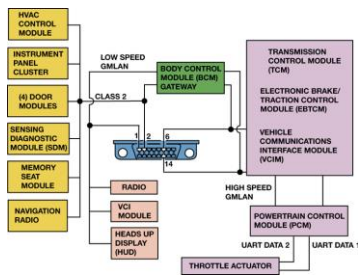 HVAC
CONTROL
MODULE
INSTRUMENT
PANEL
CLUSTER
(4) DOOR
MODULES
SENSING
DIAGNOSTIC
MODULE (SDM)
MEMORY
SEAT
MODULE
NAVIGATION
RADIO
LOW SPEED
GMLAN
CLASS 2
BODY CONTROL
MODULE (BCM)
GATEWAY
1
2
6
14
RADIO
VCI
MODULE
HEADS UP
DISPLAY
(HUD)
TRANSMISSION
CONTROL MODULE
(TCM)
ELECTRONIC BRAKE/
TRACTION CONTROL
MODULE (EBTCM)
VEHICLE
COMMUNICATIONS
INTERFACE MODULE
(VCIM)
HIGH SPEED
GMLAN
POWERTRAIN CONTROL
MODULE (PCM)
UART DATA 2
UART DATA 1
THROTTLE ACTUATOR